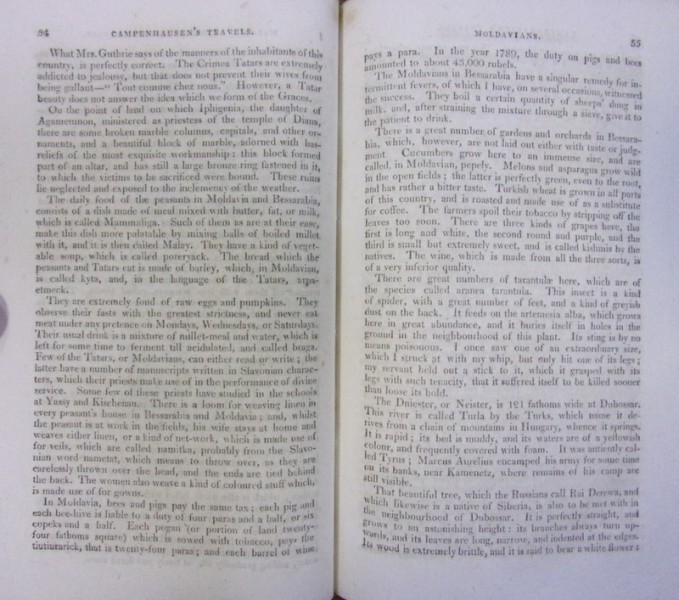 94 CAMPENHAUSEN'S TRAVELS.
What Mrs. Guthrie says of the manners of the inhabitants of this
country, is perfectly correct. The Crimea Tatars are extremely
addicted to jealousy, but that does not prevent their wives from
being gallant—"Tout comme chez nous." However, a Tatar
beauty does not answer the idea which we form of the Graces.
On the point of land on which Iphigenia, the daughter of
Agamemnon, ministered as priestess of the temple of Diana,
there are some broken marble columns, capitals, and other or-
naments, and a beautiful block of marble, adorned with bas-
reliefs of the most exquisite workmanship: this block formed
part of an altar, and has still a large bronze ring fastened in it,
to which the victims to be sacrificed were bound. These ruins
lie neglected and exposed to the inclemency of the weather.
The daily food of the peasants in Moldavia and Bessarabia,
consists of a dish made of meal mixed with butter, fat, or milk,
which is called Mammaliga. Such of them as are at their ease,
make this dish more palatable by mixing balls of boiled millet
with it, and it is then called Malay. They have a kind of veget-
able soup, which is called poteryack. The bread which the
peasants and Tatars eat is made of barley, which, in Moldavian,
is called kyta, and, in the language of the Tatars,
etmeck.
They are extremely fond of raw eggs and pumpkins. They
observe their fasts with the greatest strictness, and never eat
meat under any pretence on Mondays, Wednesdays, or Saturdays.
Their usual drink is a mixture of millet-meal and water, which is
left for some time to ferment till acidulated, and called braga.
Few of the Tatars, or Moldavians, can either read or write; the
latter have a number of manuscripts written in Slavonian charac-
ters, which their priests make use of in the performance of divine
service. Some few of these priests have studied in the schools
at Yassy and Kischenau. There is a loom for weaving linen in
every peasant's house in Bessarabia and Moldavia; and, whilst
the peasant is at work in the fields, his wife stays at home and
weaves either linen, or a kind of net-work, which is made use of
for veils, which are called namitka, probably from the Slavo-
nian word namatat, which means to throw over, as they are
carelessly thrown over the head, and the ends are tied behind
the back. The women also weave a kind of coloured stuff which,
is made use of for gowns.
In Moldavia, bees and pigs pay the same tax; each pig and
each bee-hive is liable to a duty of four paras and a half, or six
copeks and a half. Each pogan (or portion of land twenty-
four fathoms square) which is sowed with tobacco, pays the
tiutiutarick, that is twenty-four paras; and each barrel of wine
MOLDAVIANS. 55
pays a para. In the year 1789, the duty on pigs and bees
amounted to about 45,000 rubels.
The Moldavians in Bessarabia have a singular remedy for in-
termittent fevers, of which I have, on several occasions, witnessed
the success. They boil a certain quantity of sheeps' dung in
milk, and, after straining the mixture through a sieve, give it to
the patient to drink.
There is a great number of gardens and orchards in Bessara-
bia, which, however, are not laid out either with taste or judg-
ment. Cucumbers grow here to an immense size, and are
called, in Moldavian, pepely. Melons and asparagus grow wild
in the open fields; the latter is perfectly green, even to the root,
and has rather a bitter taste. Turkish wheat is grown in all parts
of this country, and is roasted and made use of as a substitute
for coffee. The farmers spoil their tobacco by stripping off the
leaves too soon. There are three kinds of grapes here, the
first is long and white, the second round and purple, and the
third is small but extremely sweet, and is called kishmis by the
natives. The wine, which is made from all the three sorts, is
of a very inferior quality.
There are great numbers of tarantulæ here, which are of
the species called aranea tarantula. This insect is a kind
of spider, with a great number of feet, and a kind of greyish
dust on the back. It feeds on the artemesia alba, which grows
here in great abundance, and it buries itself in holes in the
ground in the neighbourhood of this plant. Its sting is by no
means poisonous. I once saw one of an extraordinary size,
which I struck at with my whip, but only hit one of its legs;
my servant held out a stick to it, which it grasped with its
legs with such tenacity, that it suffered itself to be killed sooner
than loose its hold.
The Dniester, or Neister, is 121 fathoms wide at Dubossar.
This river is called Turla by the Turks, which name it de-
rives from a chain of mountains in Hungary, whence it springs.
It is rapid; its bed is muddy, and its waters are of a yellowish
colour, and frequently covered with foam. It was antiently cal-
led Tyrus; Marcus Aurelius encamped his army for some time
on its banks, near Kamenetz, where remains of his camp are
still visible.
That beautiful tree, which the Russians call Rai Derewa, and
which likewise is a native of Siberia, is also to be met with in
the neighbourhood of Dubossar. It is perfectly straight, and
grows to an astonishing height: its branches always turn up-
wards, and its leaves are long, narrow, and indented at the edges.
Its wood is extremely brittle, and it is said to bear a white flower: